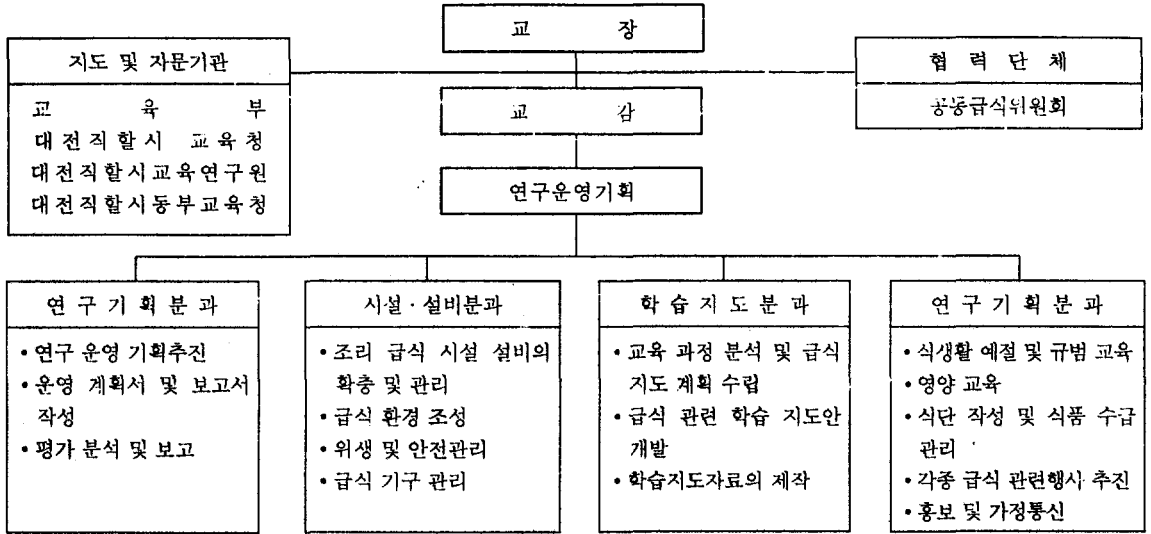 교 장
지도 및 자문기관
교 육 부
대전직할시 교육청
대전직할시교육연구원
대전직할시동부교육청
협 력 단 체
공동급식위원회
교 감
연구운영기획
연 구 기 획 분 과
• 연구 운영 기획추진
• 운영 계획서 및 보고서
작성
• 평가 분석 및 보고
시설·설비분과
• 조리 급식 시설 설비의
확충 및 관리
• 급식 환경 조성
• 위생 및 안전관리
• 급식 기구 관리
학 습 지 도 분 과
• 교육 과정 분석 및 급식
지도 계획 수립
• 급식 관련 학습 지도안
개발
• 학습지도자료의 제작
연 구 기 획 분 과
• 식생활 예절 및 규범 교육
• 영양 교육
• 식단 작성 및 식품 수급
관리
• 각종 급식 관련행사 추진
• 홍보 및 가정통신